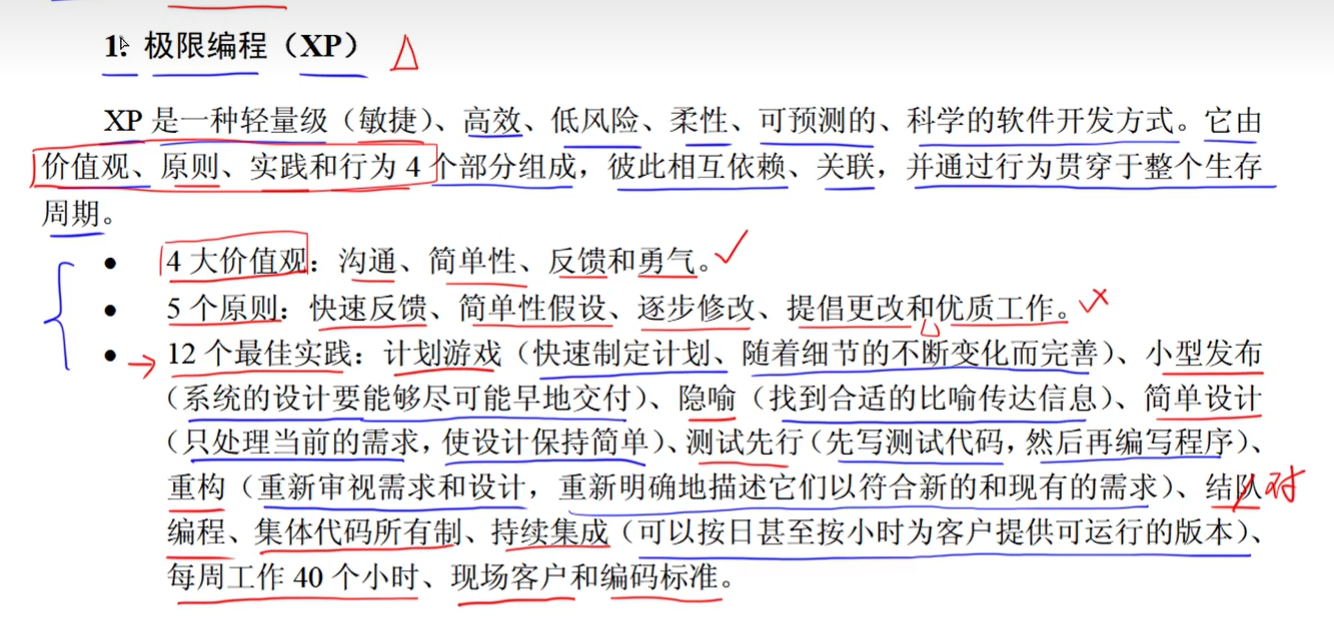 1. 极限编程（XP）
XP 是一种轻量级（敏捷）、高效、低风险、柔性、可预测的、科学的软件开发方式。它由
价值观、原则、实践和行为 4 个部分组成，彼此相互依赖、关联，并通过行为贯穿于整个生存
周期。
● 4 大价值观：沟通、简单性、反馈和勇气。
● 5 个原则：快速反馈、简单性假设、逐步修改、提倡更改和优质工作。
● 12 个最佳实践：计划游戏（快速制定计划、随着细节的不断变化而完善）、小型发布
（系统的设计要能够尽可能早地交付）、隐喻（找到合适的比喻传达信息）、简单设计
（只处理当前的需求，使设计保持简单）、测试先行（先写测试代码，然后再编写程序）、
重构（重新审视需求和设计，重新明确地描述它们以符合新的和现有的需求）、结队 对
编程、集体代码所有制、持续集成（可以按日甚至按小时为客户提供可运行的版本）、
每周工作 40 个小时、现场客户和编码标准。